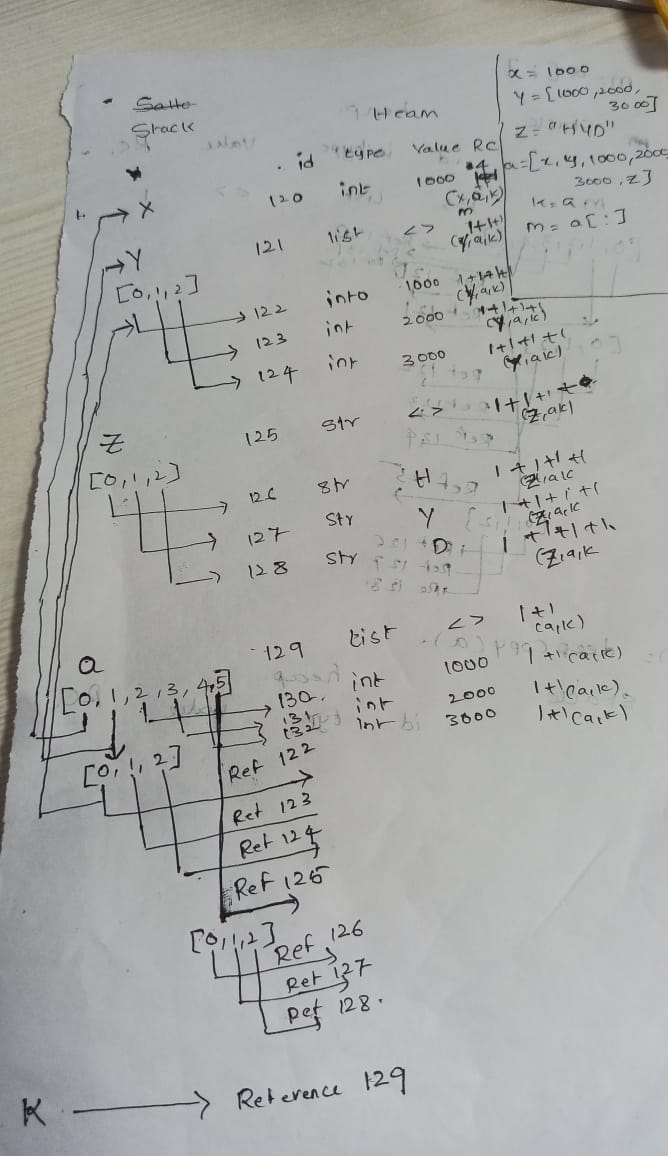 x = 1000
Y = [1000, 2000,
3000]
Z = "HYD"
a = [x, y, 1000, 2000
3000, Z]
k = a
m = a[:]
Stack
Heam
id type Value RC
X 120 int 1000 4
(x,a,k)
m
Y 121 list <> 1+1+1
(Y,a,k)
[0,1,2]
122 into 1000 1+1+1+1
(Y,a,k)
123 int 2000 1+1+1+1
(Y,a,k)
124 int 3000 1+1+1+1
(Y,a,k)
Z 125 str <> 1+1+1+
(Z,ak)
[0,1,2]
126 str H 1+1+1+1
(Z,a,k
127 str Y 1+1+1+1
(Z,a,k
128 str D 1+1+1+1
(Z,a,k
a 129 list <> 1+1
(a,k)
[0,1,2,3,4,5]
130 int 1000 1+1(a,k)
131 int 2000 1+1(a,k)
132 int 3000 1+1(a,k)
[0,1,2]
Ref 122
Ref 123
Ref 124
Ref 125
[0,1,2]
Ref 126
Ref 127
Ref 128.
K Reference 129